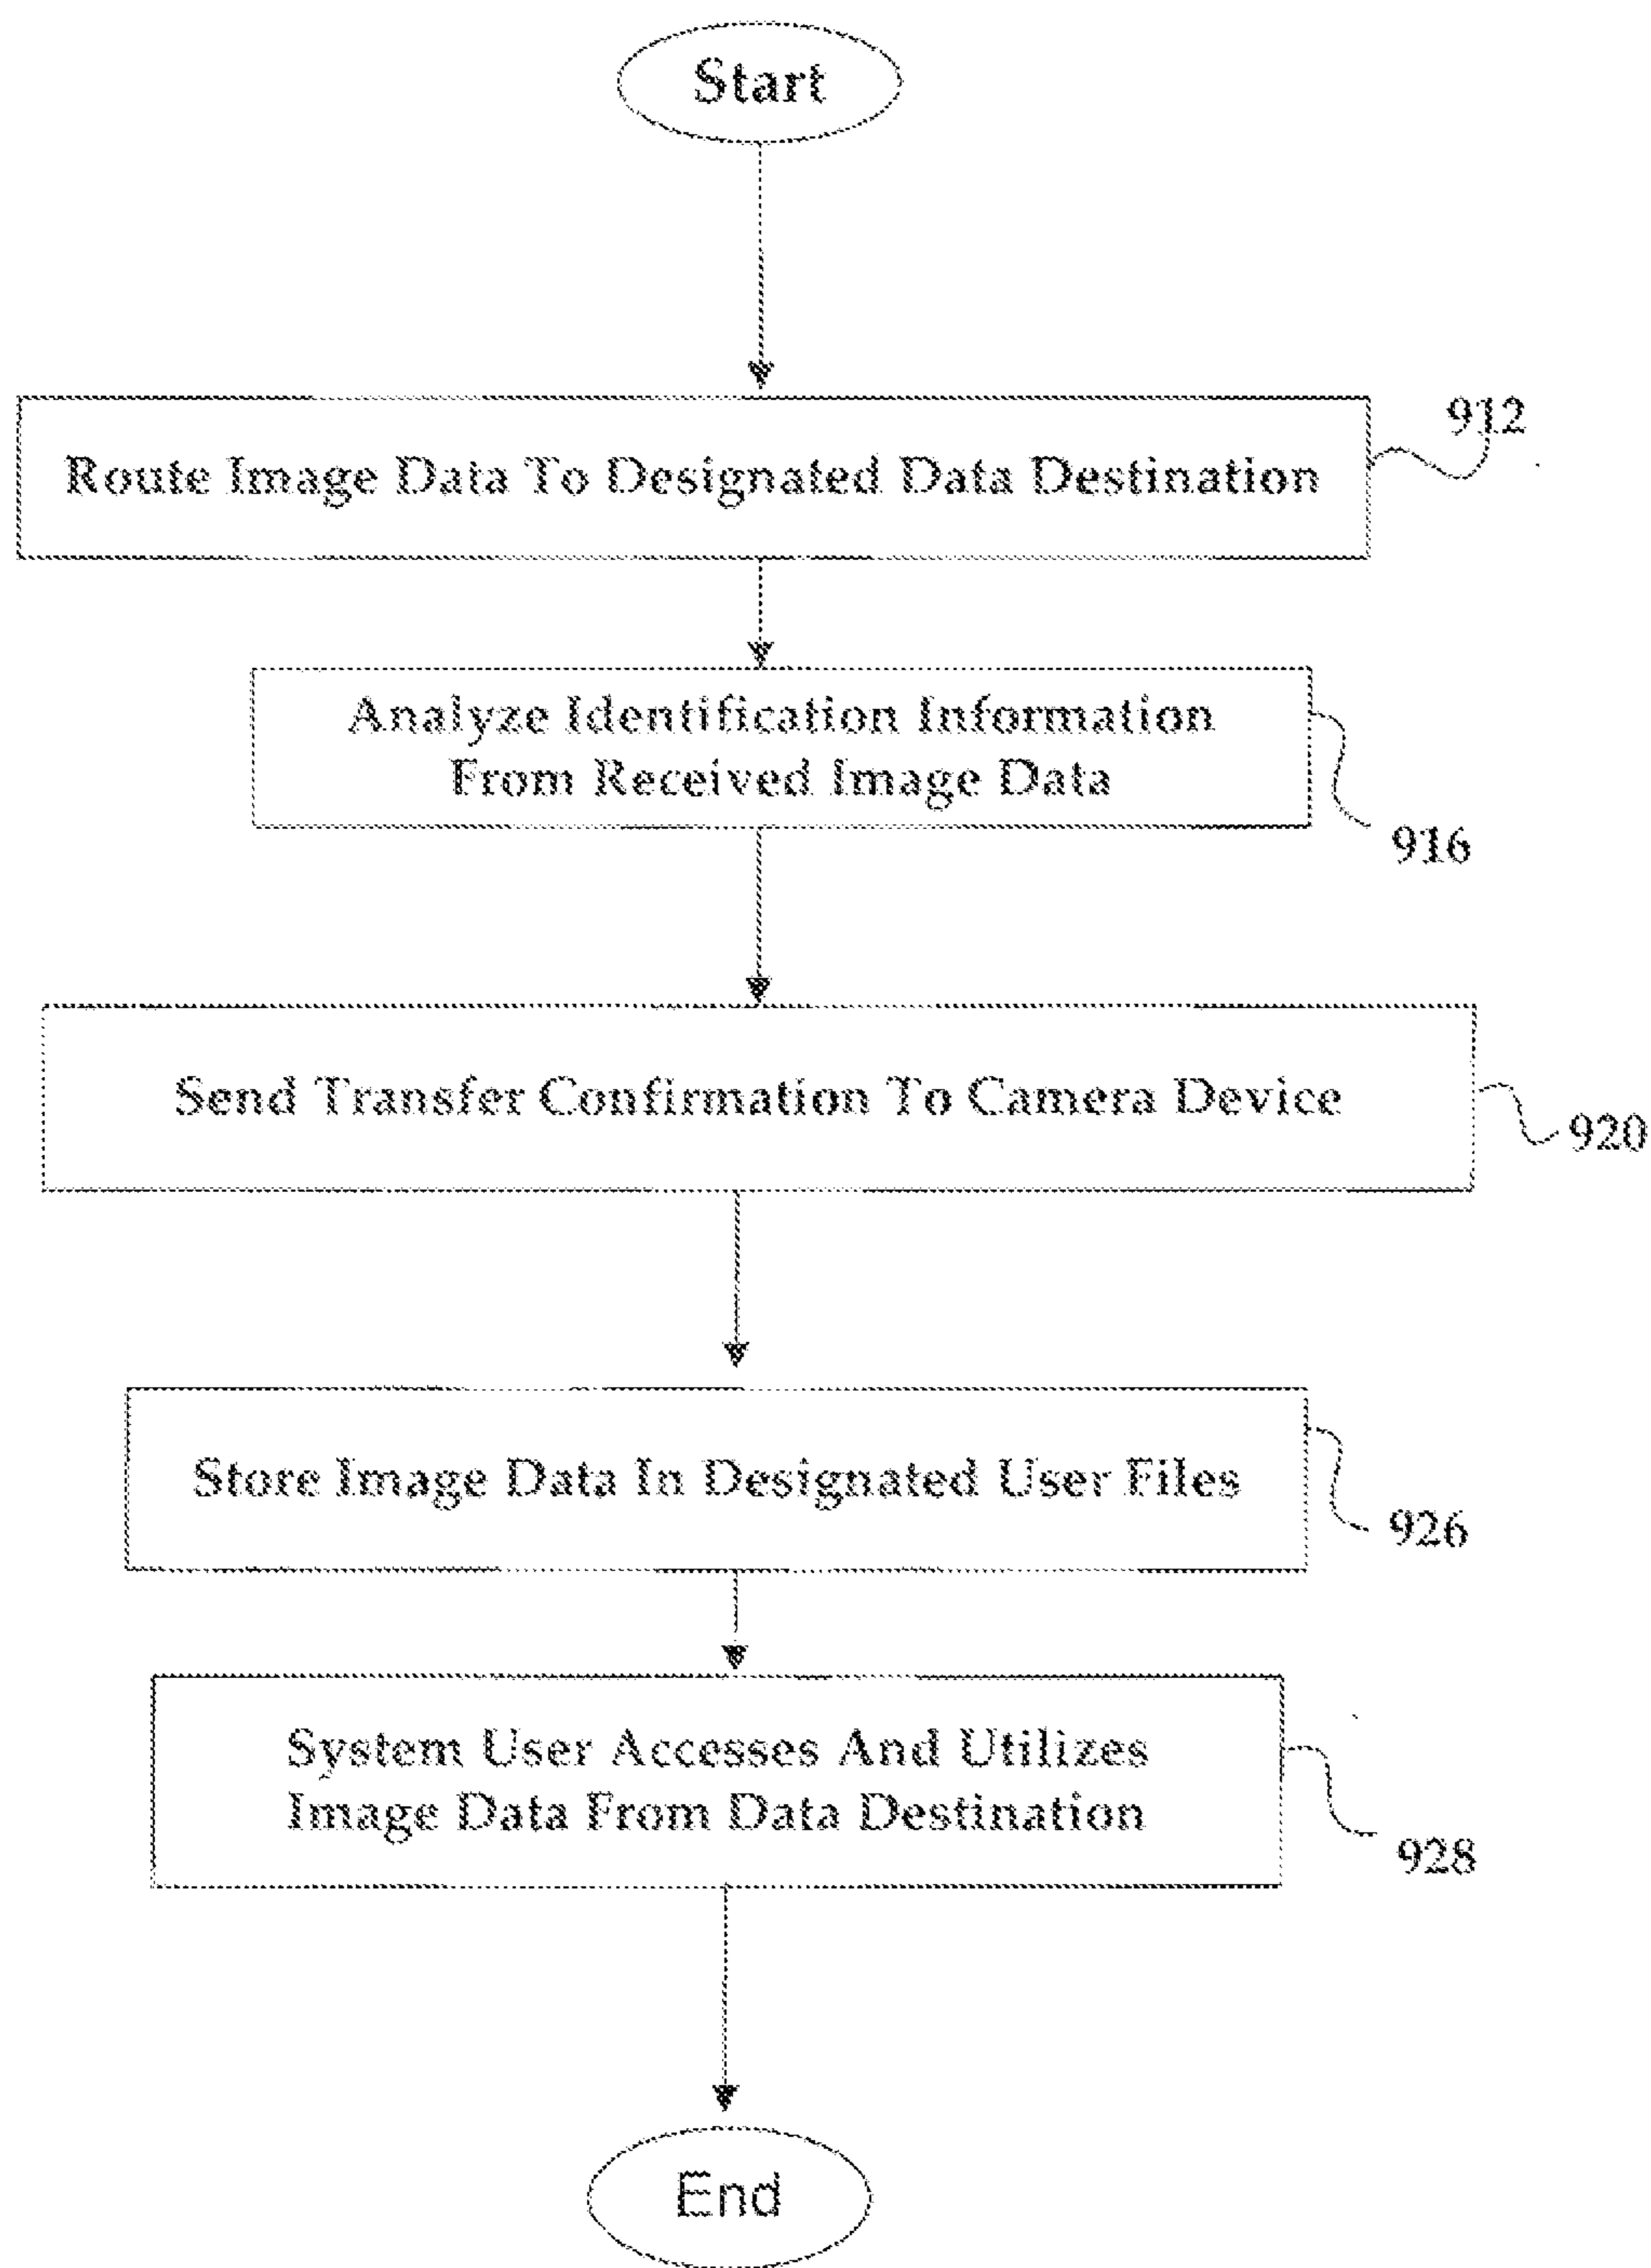 Start
912
Route Image Data To Designated Data Destination
Analyze Identification Information
From Received Image Data
916
Send Transfer Confirmation To Camera Device
920
Store Image Data In Designated User Files
926
System User Accesses And Utilizes
Image Data From Data Destination
928
End